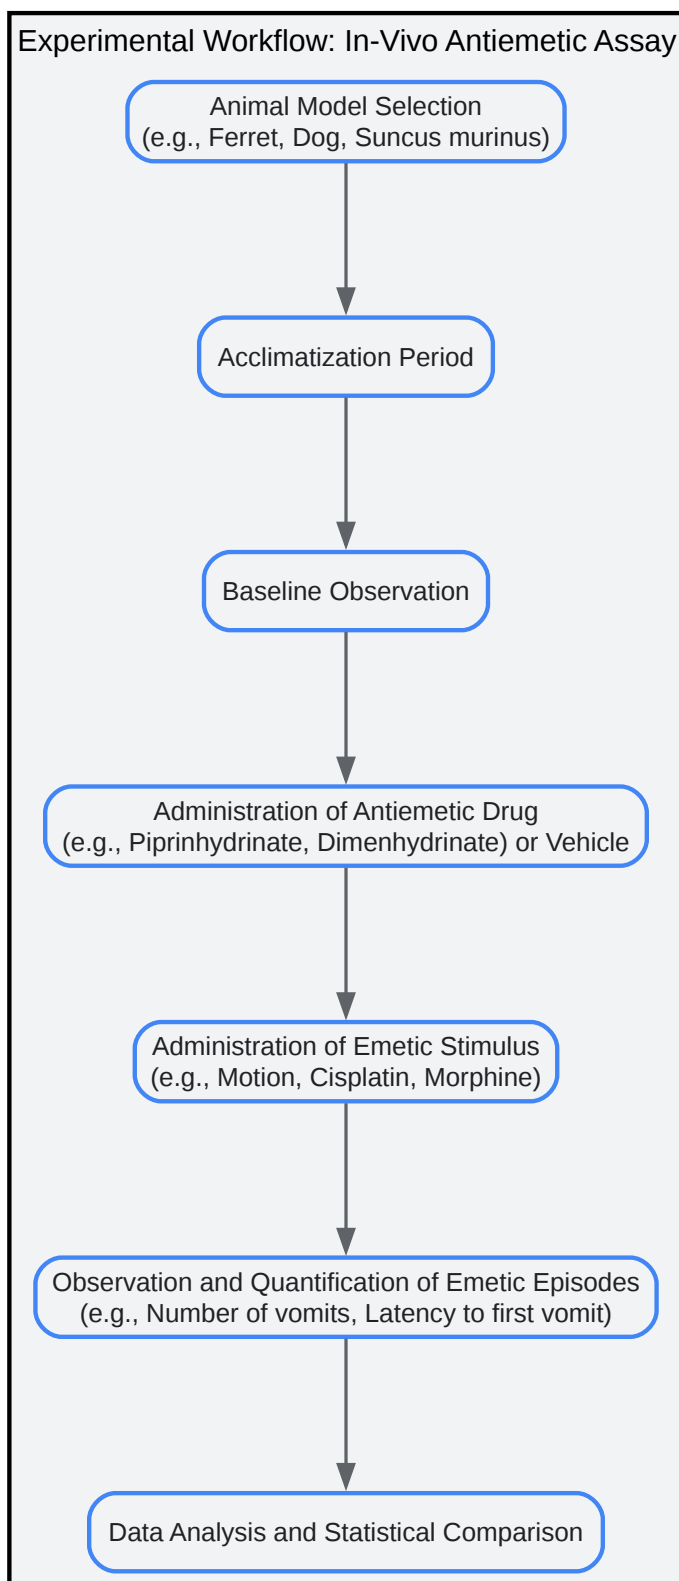 Experimental Workflow: In-Vivo Antiemetic Assay
Animal Model Selection
(e.g., Ferret, Dog, Suncus murinus)
Acclimatization Period
Baseline Observation
Administration of Antiemetic Drug
(e.g., Piprinhydrinate, Dimenhydrinate) or Vehicle
Administration of Emetic Stimulus
(e.g., Motion, Cisplatin, Morphine)
Observation and Quantification of Emetic Episodes
(e.g., Number of vomits, Latency to first vomit)
Data Analysis and Statistical Comparison